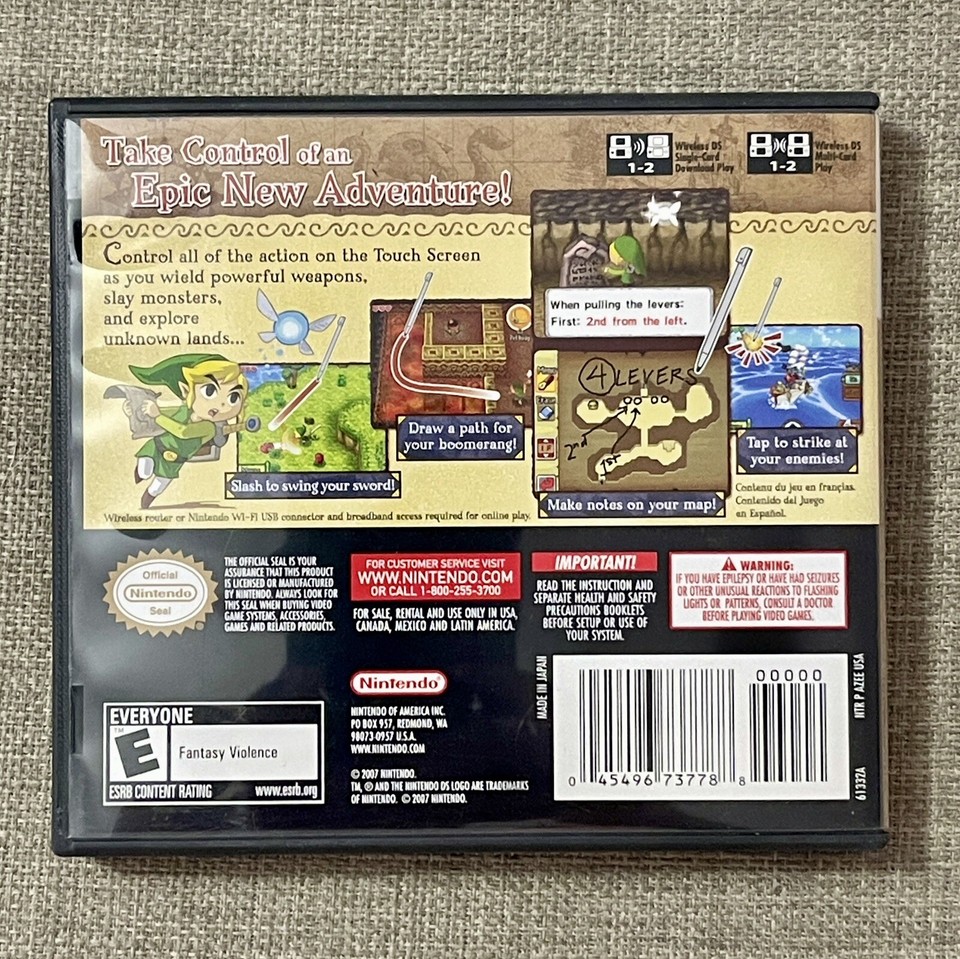 Take Control of an
Epic New Adventure!
1-2
Wireless DS
Single-Card
Download Play
1-2
Wireless DS
Multi-Card
Play
Control all of the action on the Touch Screen
as you wield powerful weapons,
slay monsters,
and explore
unknown lands...
When pulling the levers:
First: 2nd from the left.
4 LEVERS
2nd
1st
Slash to swing your sword!
Draw a path for
your boomerang!
Make notes on your map!
Tap to strike at
your enemies!
Contenu du jeu en français.
Contenido del Juego
en Español.
Wireless router or Nintendo Wi-Fi USB connector and broadband access required for online play.
Official
Nintendo
Seal
THE OFFICIAL SEAL IS YOUR
ASSURANCE THAT THIS PRODUCT
IS LICENSED OR MANUFACTURED
BY NINTENDO. ALWAYS LOOK FOR
THIS SEAL WHEN BUYING VIDEO
GAME SYSTEMS, ACCESSORIES,
GAMES AND RELATED PRODUCTS.
FOR CUSTOMER SERVICE VISIT
WWW.NINTENDO.COM
OR CALL 1-800-255-3700
FOR SALE, RENTAL AND USE ONLY IN USA,
CANADA, MEXICO AND LATIN AMERICA.
IMPORTANT!
READ THE INSTRUCTION AND
SEPARATE HEALTH AND SAFETY
PRECAUTIONS BOOKLETS
BEFORE SETUP OR USE OF
YOUR SYSTEM.
WARNING:
IF YOU HAVE EPILEPSY OR HAVE HAD SEIZURES
OR OTHER UNUSUAL REACTIONS TO FLASHING
LIGHTS OR PATTERNS, CONSULT A DOCTOR
BEFORE PLAYING VIDEO GAMES.
EVERYONE
TM
E
Fantasy Violence
ESRB CONTENT RATING www.esrb.org
Nintendo
NINTENDO OF AMERICA INC.
PO BOX 957, REDMOND, WA
98073-0957 U.S.A.
WWW.NINTENDO.COM
© 2007 NINTENDO.
TM, ® AND THE NINTENDO DS LOGO ARE TRADEMARKS
OF NINTENDO. © 2007 NINTENDO.
MADE IN JAPAN
00000
0 45496 73778 8
NTR P AZEE USA
61332A